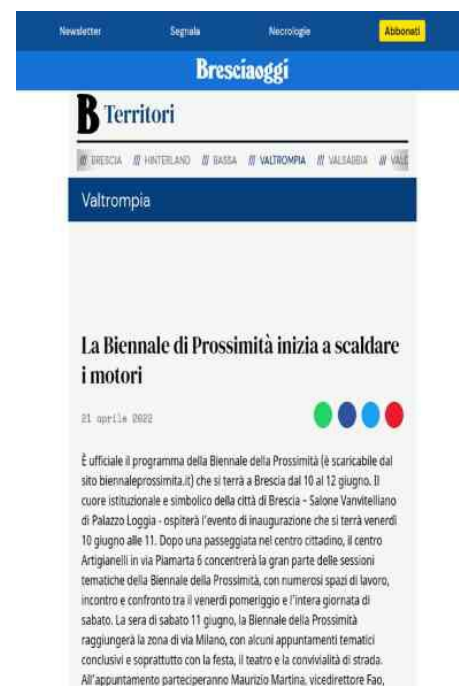 Newsletter Segnala Necrologie Abbonati
Bresciaoggi
B Territori
/// BRESCIA /// HINTERLAND /// BASSA /// VALTROMPIA /// VALSABBIA ///
Valtrompia
La Biennale di Prossimità inizia a scaldare
i motori
21 aprile 2022
È ufficiale il programma della Biennale della Prossimità (è scaricabile dal
sito biennaleprossimita.it) che si terrà a Brescia dal 10 al 12 giugno. Il
cuore istituzionale e simbolico della città di Brescia – Salone Vanvitelliano
di Palazzo Loggia - ospiterà l'evento di inaugurazione che si terrà venerdì
10 giugno alle 11. Dopo una passeggiata nel centro cittadino, il centro
Artigianelli in via Piamarta 6 concentrerà la gran parte delle sessioni
tematiche della Biennale della Prossimità, con numerosi spazi di lavoro,
incontro e confronto tra il venerdì pomeriggio e l'intera giornata di
sabato. La sera di sabato 11 giugno, la Biennale della Prossimità
raggiungerà la zona di via Milano, con alcuni appuntamenti tematici
conclusivi e soprattutto con la festa, il teatro e la convivialità di strada.
All'appuntamento parteciperanno Maurizio Martina, vicedirettore Fao,